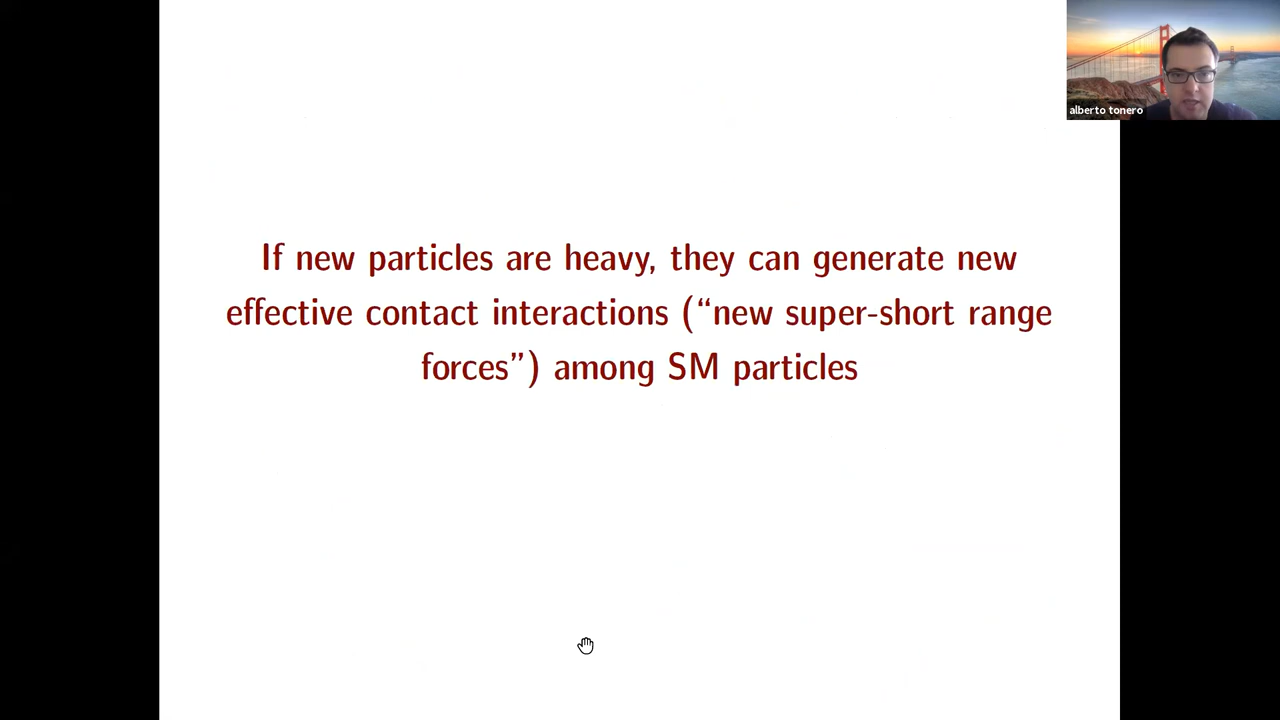 alberto tonero
If new particles are heavy, they can generate new
effective contact interactions (“new super-short range
forces”) among SM particles